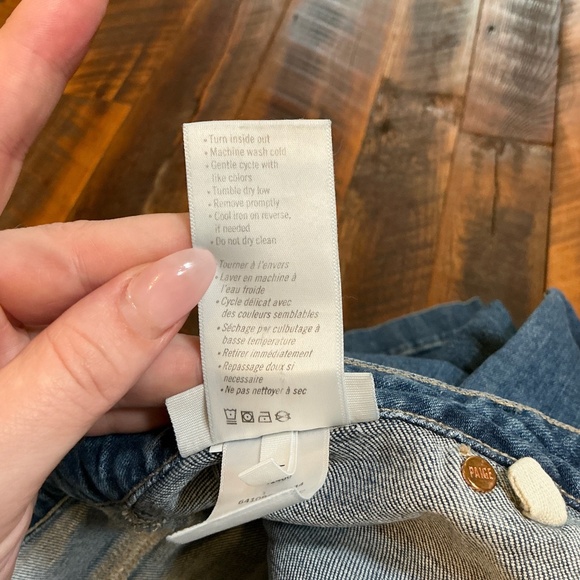 • Turn inside out
• Machine wash cold
• Gentle cycle with
like colors
• Tumble dry low
• Remove promptly
• Cool iron on reverse,
if needed
• Do not dry clean
Tourner à l'envers
• Laver en machine à
l'eau froide
• Cycle délicat avec
des couleurs semblables
• Séchage par culbutage à
basse température
• Retirer immédiatement
• Repassage doux si
nécessaire
• Ne pas nettoyer à sec
PAIGE